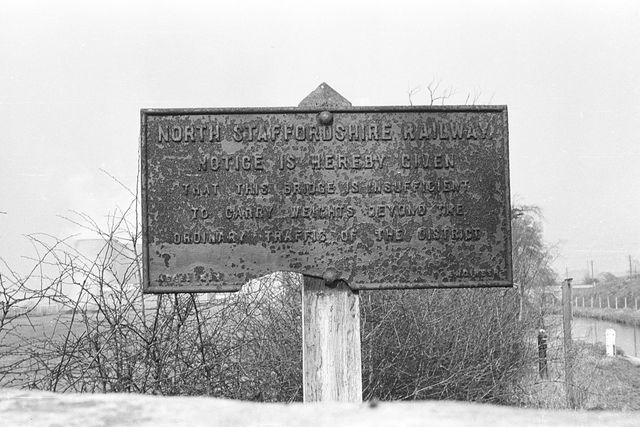 NORTH STAFFORDSHIRE RAILWAY
NOTICE IS HEREBY GIVEN
THAT THIS BRIDGE IS INSUFFICIENT
TO CARRY WEIGHTS BEYOND THE
ORDINARY TRAFFIC OF THE DISTRICT